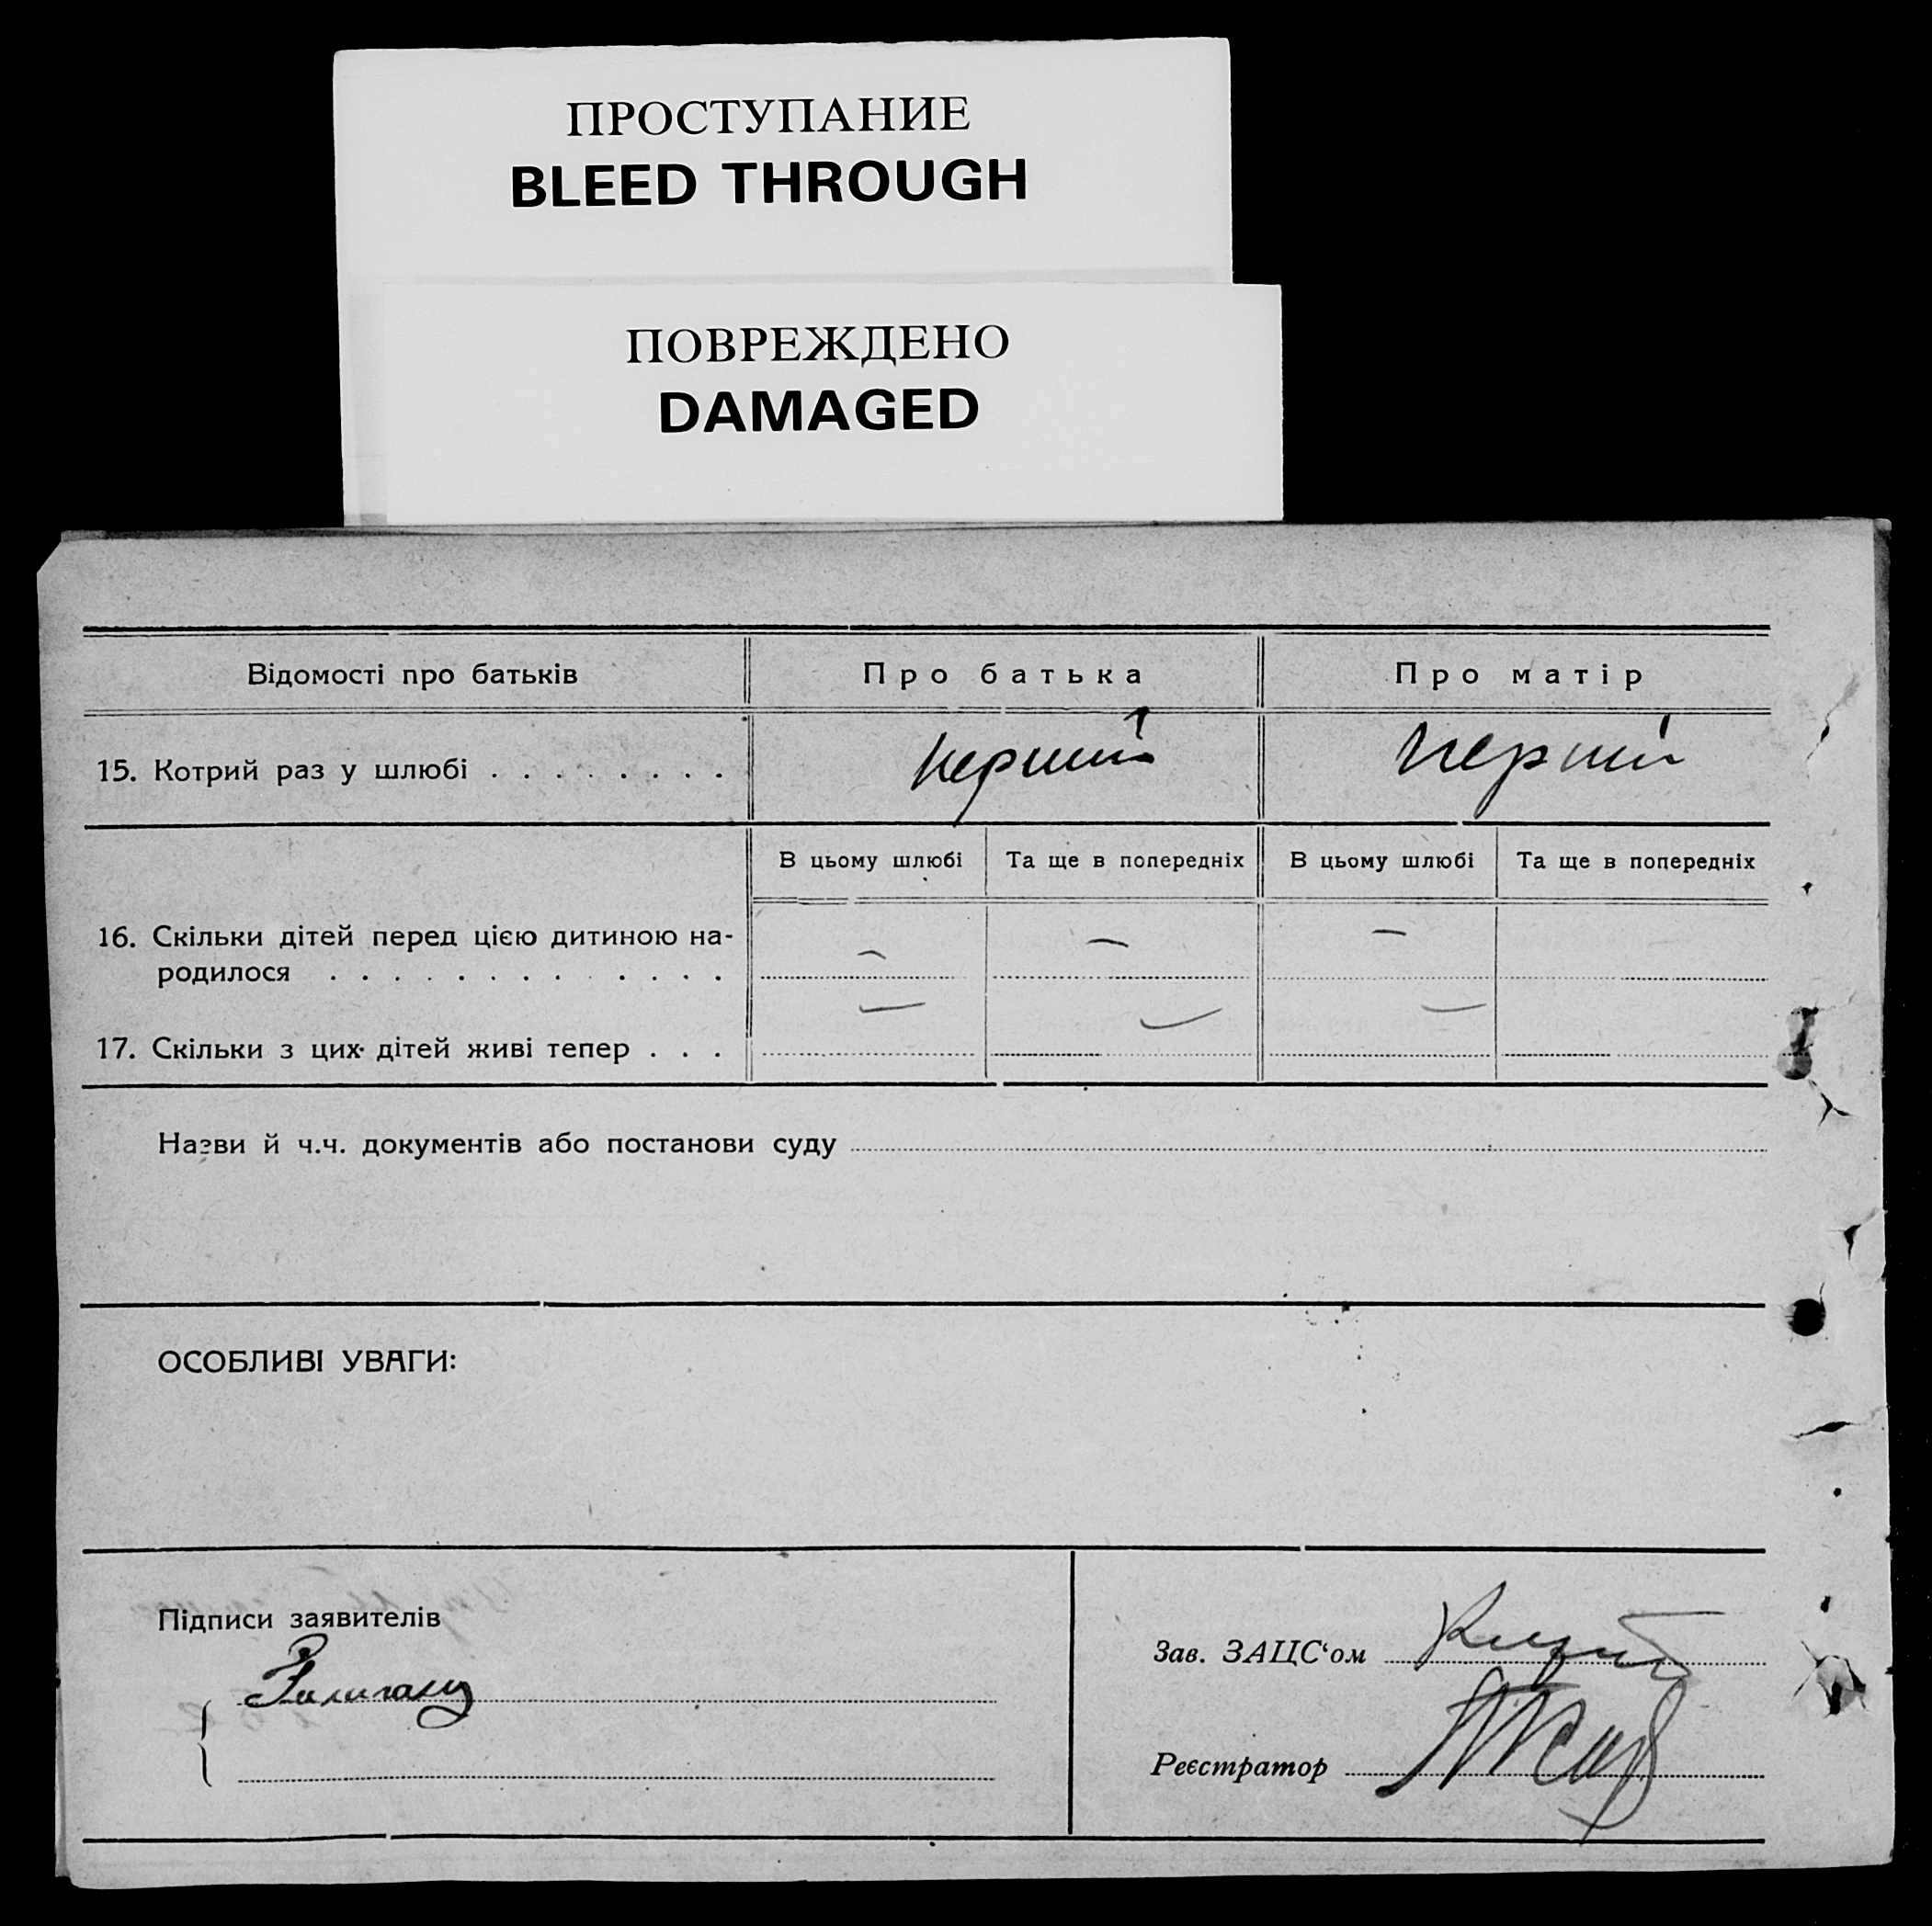 ПРОСТУПАНИЕ
BLEED THROUGH
ПОВРЕЖДЕНО
DAMAGED
Відомості про батьків Про батька Про матір
15. Котрий раз у шлюбі . . . . . . . . перший перший
В цьому шлюбі Та ще в попередніх В цьому шлюбі Та ще в попередніх
16. Скільки дітей перед цією дитиною на-
родилося . . . . . . . . . . . . . — — —
17. Скільки з цих дітей живі тепер . . . — — —
Назви й ч.ч. документів або постанови суду
ОСОБЛИВІ УВАГИ:
Підписи заявителів
Зав. ЗАЦС‘ом
Реєстратор